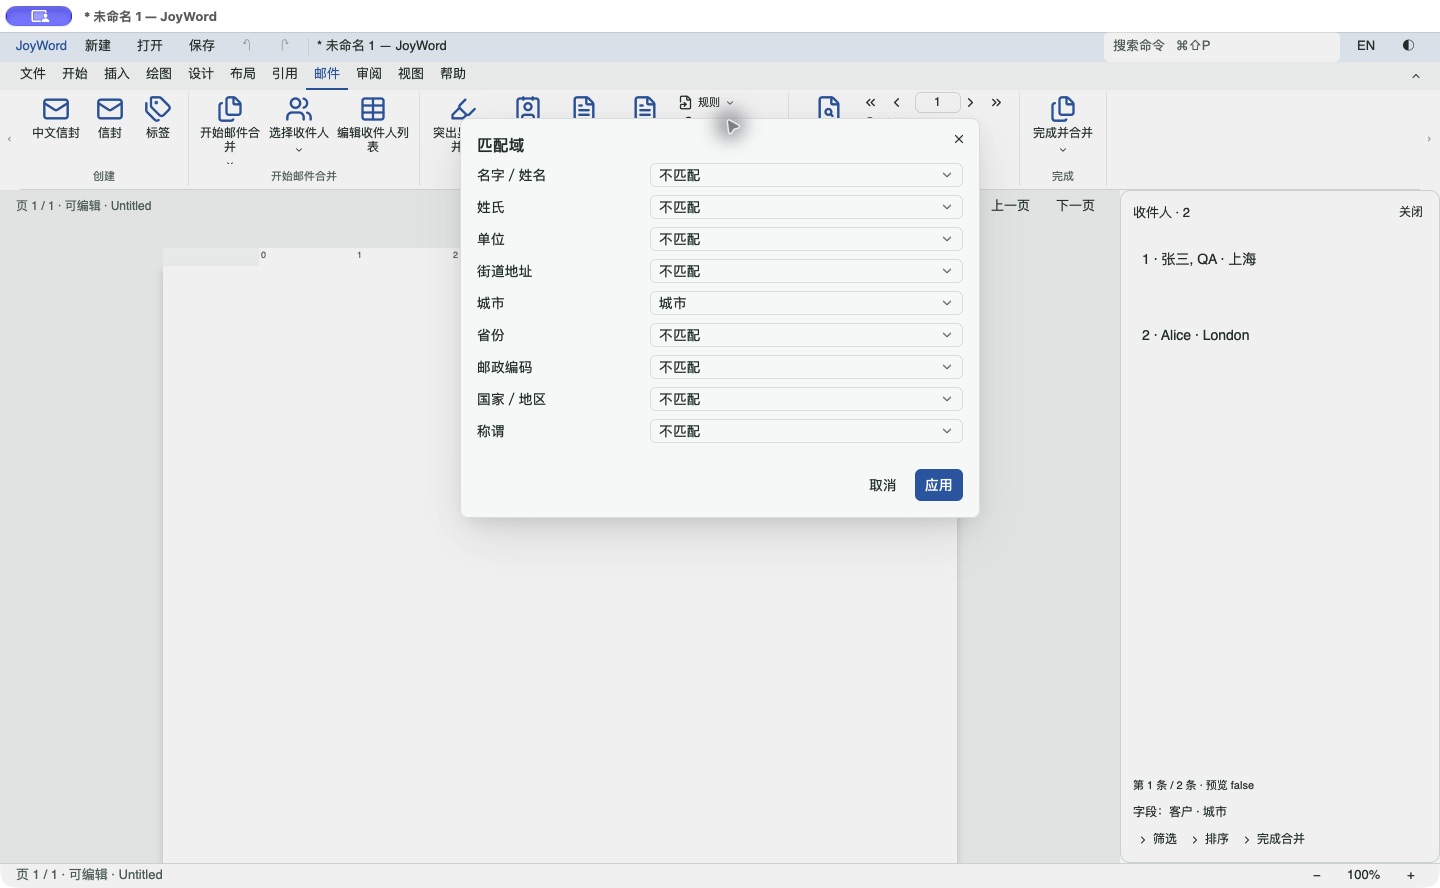 * 未命名 1 — JoyWord
JoyWord 新建 打开 保存 * 未命名 1 — JoyWord 搜索命令 ⌘⇧P EN
文件 开始 插入 绘图 设计 布局 引用 邮件 审阅 视图 帮助
规则 1
中文信封 信封 标签 开始邮件合并 选择收件人 编辑收件人列表 完成并合并
创建 开始邮件合并 完成
页 1 / 1 · 可编辑 · Untitled 上一页 下一页
0 1 2
匹配域
名字 / 姓名 不匹配
姓氏 不匹配
单位 不匹配
街道地址 不匹配
城市 城市
省份 不匹配
邮政编码 不匹配
国家 / 地区 不匹配
称谓 不匹配
取消 应用
收件人 · 2 关闭
1 · 张三, QA · 上海
2 · Alice · London
第 1 条 / 2 条 · 预览 false
字段：客户 · 城市
筛选 排序 完成合并
页 1 / 1 · 可编辑 · Untitled − 100% +